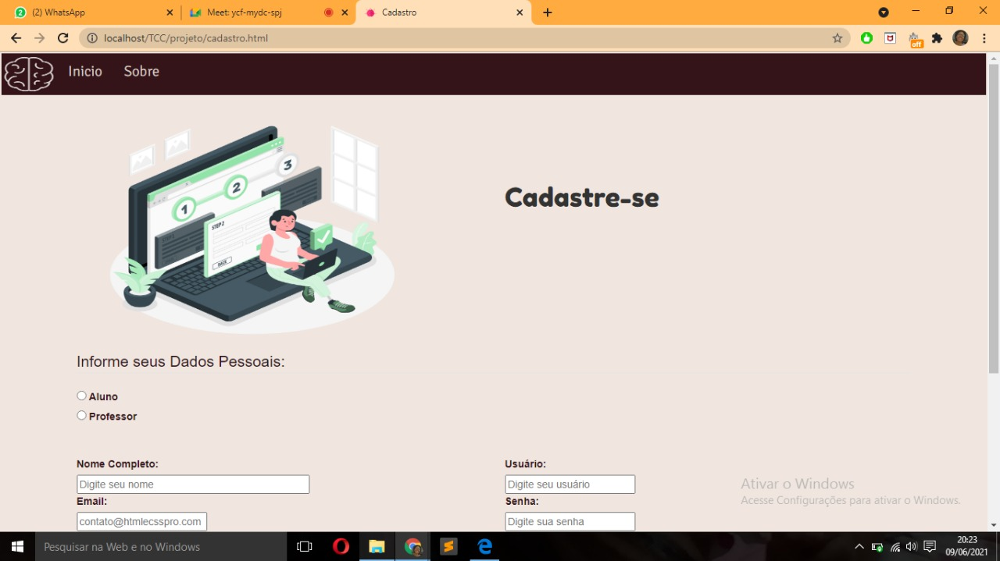 (2) WhatsApp
Meet: ycf-mydc-spj
Cadastro
localhost/TCC/projeto/cadastro.html
off
Inicio
Sobre
1
2
3
STEP 2
BACK
Cadastre-se
Informe seus Dados Pessoais:
Aluno
Professor
Nome Completo:
Usuário:
Digite seu nome
Digite seu usuário
Email:
Senha:
contato@htmlecsspro.com
Digite sua senha
Ativar o Windows
Acesse Configurações para ativar o Windows.
Pesquisar na Web e no Windows
20:23
09/06/2021